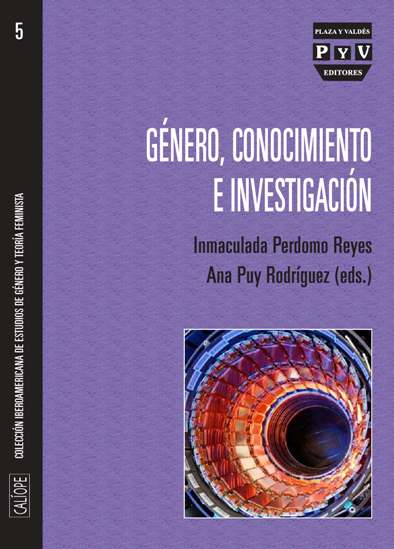 5
PLAZA Y VALDÉS
P Y V
EDITORES
GÉNERO, CONOCIMIENTO
E INVESTIGACIÓN
Inmaculada Perdomo Reyes
Ana Puy Rodríguez (eds.)
COLECCIÓN IBEROAMERICANA DE ESTUDIOS DE GÉNERO Y TEORÍA FEMINISTA
CALÍOPE